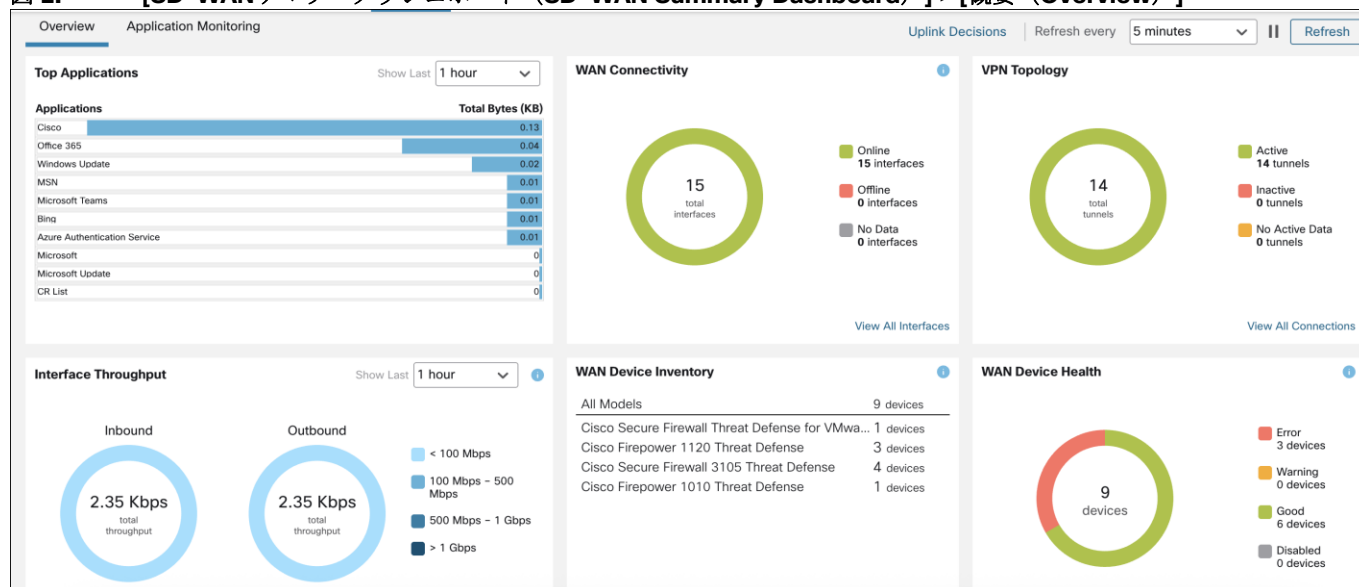 Overview Application Monitoring
Uplink Decisions Refresh every 5 minutes Refresh
Top Applications Show Last 1 hour
Applications Total Bytes (KB)
Cisco 0.13
Office 365 0.04
Windows Update 0.02
MSN 0.01
Microsoft Teams 0.01
Bing 0.01
Azure Authentication Service 0.01
Microsoft 0
Microsoft Update 0
CR List 0
WAN Connectivity
15
total
interfaces
Online
15 interfaces
Offline
0 interfaces
No Data
0 interfaces
View All Interfaces
VPN Topology
14
total
tunnels
Active
14 tunnels
Inactive
0 tunnels
No Active Data
0 tunnels
View All Connections
Interface Throughput Show Last 1 hour
Inbound
2.35 Kbps
total
throughput
Outbound
2.35 Kbps
total
throughput
< 100 Mbps
100 Mbps - 500
Mbps
500 Mbps - 1 Gbps
> 1 Gbps
WAN Device Inventory
All Models 9 devices
Cisco Secure Firewall Threat Defense for VMwa... 1 devices
Cisco Firepower 1120 Threat Defense 3 devices
Cisco Secure Firewall 3105 Threat Defense 4 devices
Cisco Firepower 1010 Threat Defense 1 devices
WAN Device Health
9
devices
Error
3 devices
Warning
0 devices
Good
6 devices
Disabled
0 devices